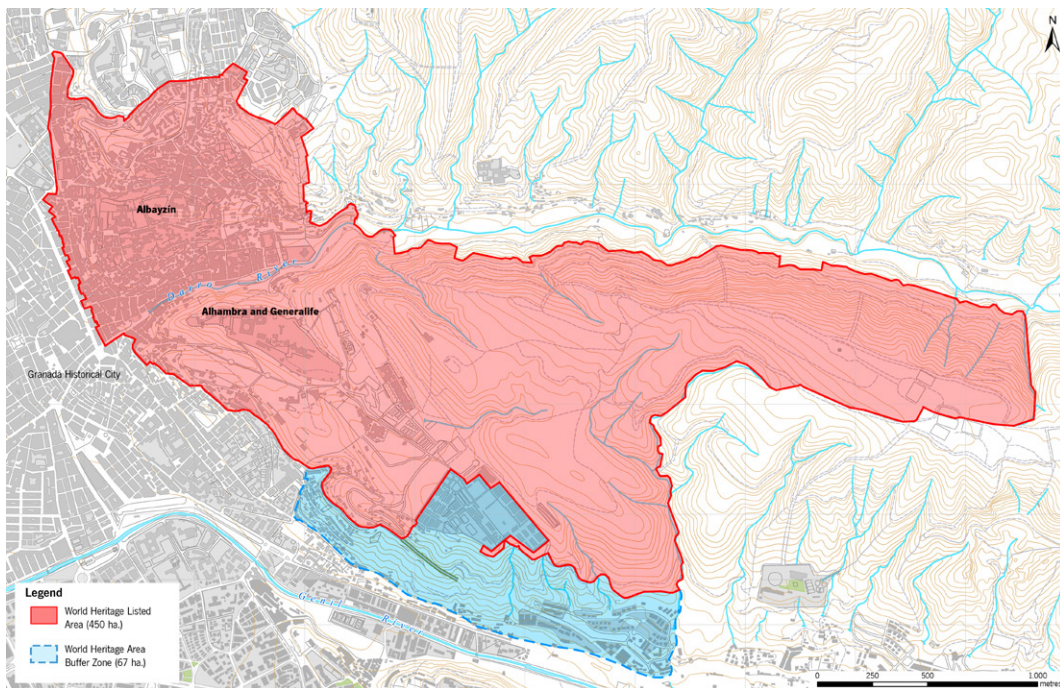 N
Albayzín
Darro River
Alhambra and Generalife
Granada Historical City
Genil River
Legend
World Heritage Listed
Area (450 ha.)
World Heritage Area
Buffer Zone (67 ha.)
0 250 500 1.000
metres